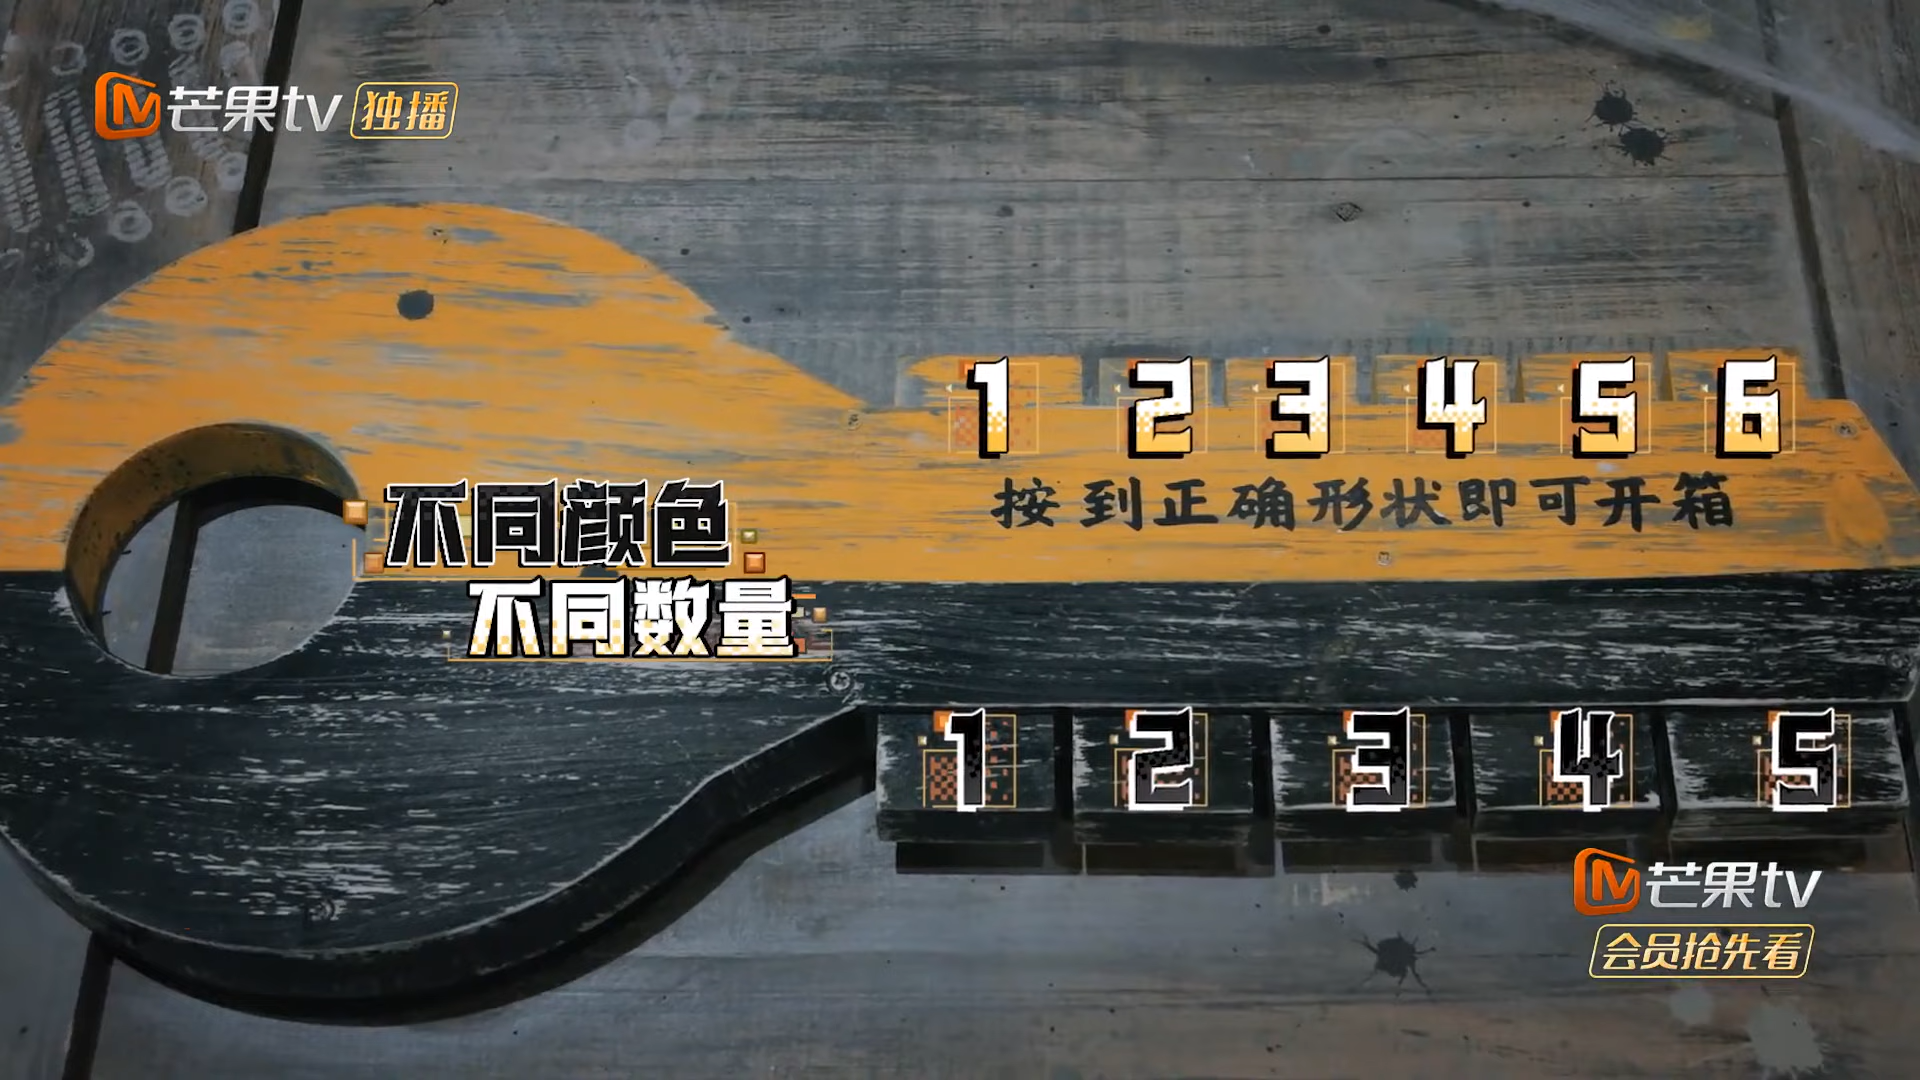 芒果tv 独播
1 2 3 4 5 6
按到正确形状即可开箱
不同颜色
不同数量
1 2 3 4 5
芒果tv
会员抢先看